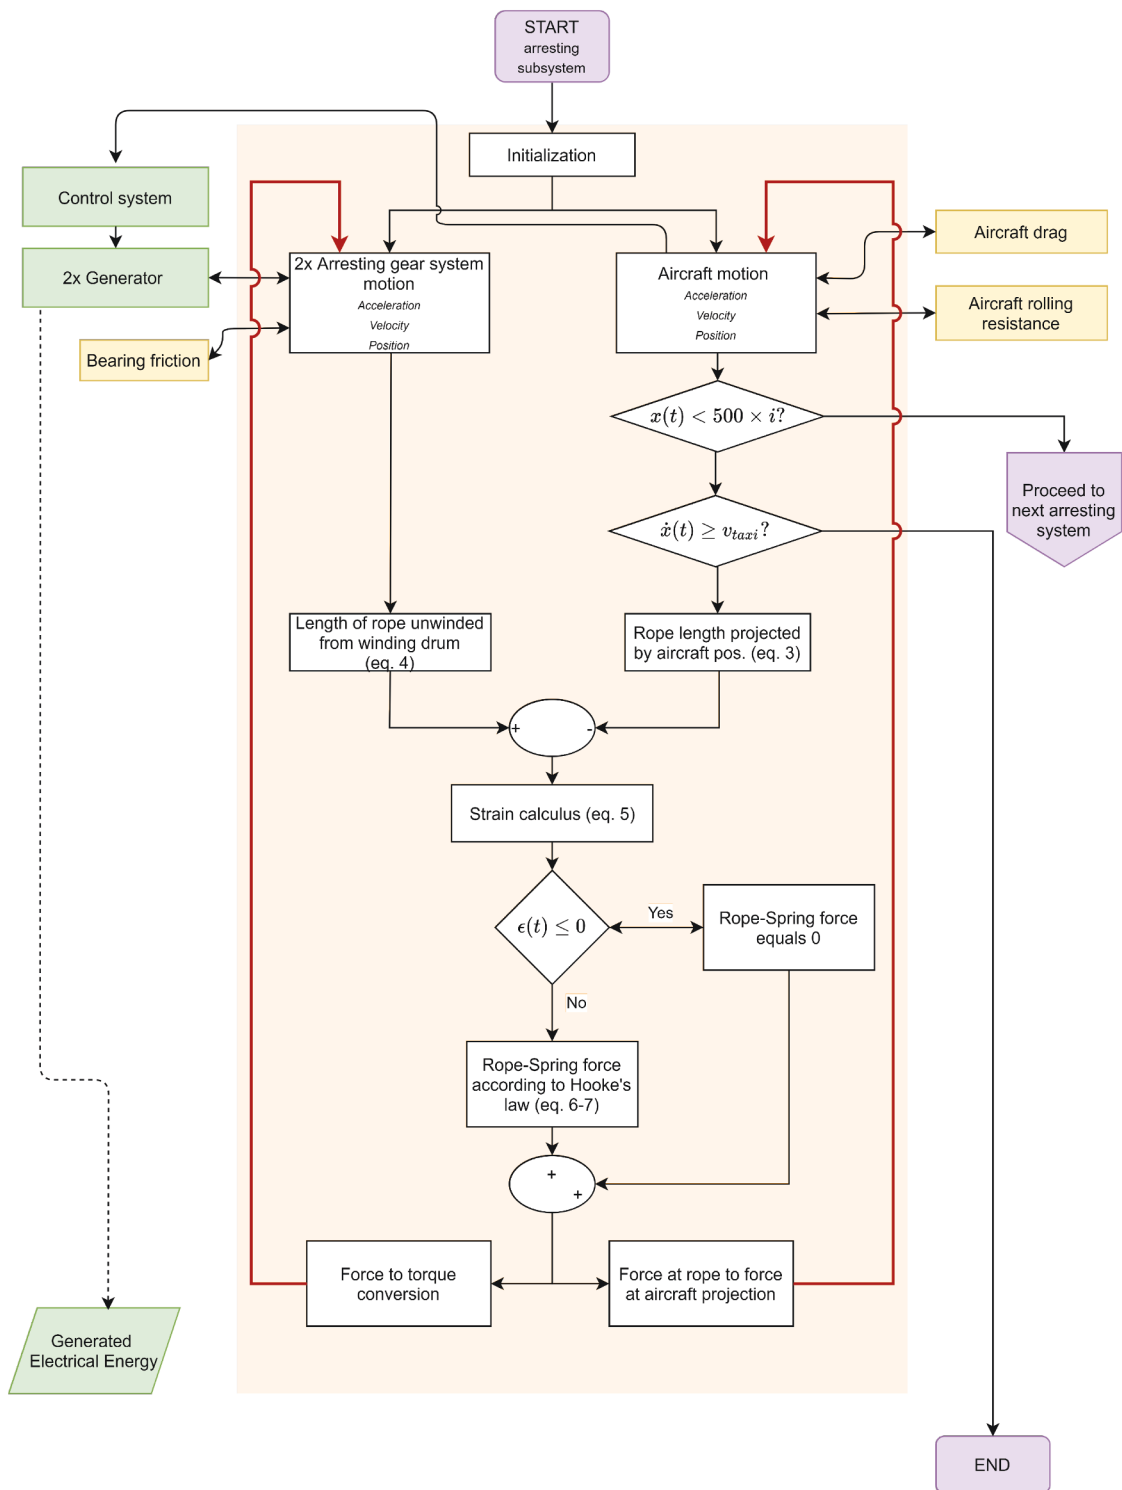 START
arresting
subsystem
Initialization
Control system
2x Generator
Bearing friction
2x Arresting gear system
motion
Acceleration
Velocity
Position
Aircraft motion
Acceleration
Velocity
Position
Aircraft drag
Aircraft rolling
resistance
x(t) < 500 × i?
Proceed to
next arresting
system
ẋ(t) ≥ v_{taxi}?
Length of rope unwinded
from winding drum
(eq. 4)
Rope length projected
by aircraft pos. (eq. 3)
+ -
Strain calculus (eq. 5)
ϵ(t) ≤ 0
Yes
Rope-Spring force
equals 0
No
Rope-Spring force
according to Hooke's
law (eq. 6-7)
+
+
Force to torque
conversion
Force at rope to force
at aircraft projection
Generated
Electrical Energy
END